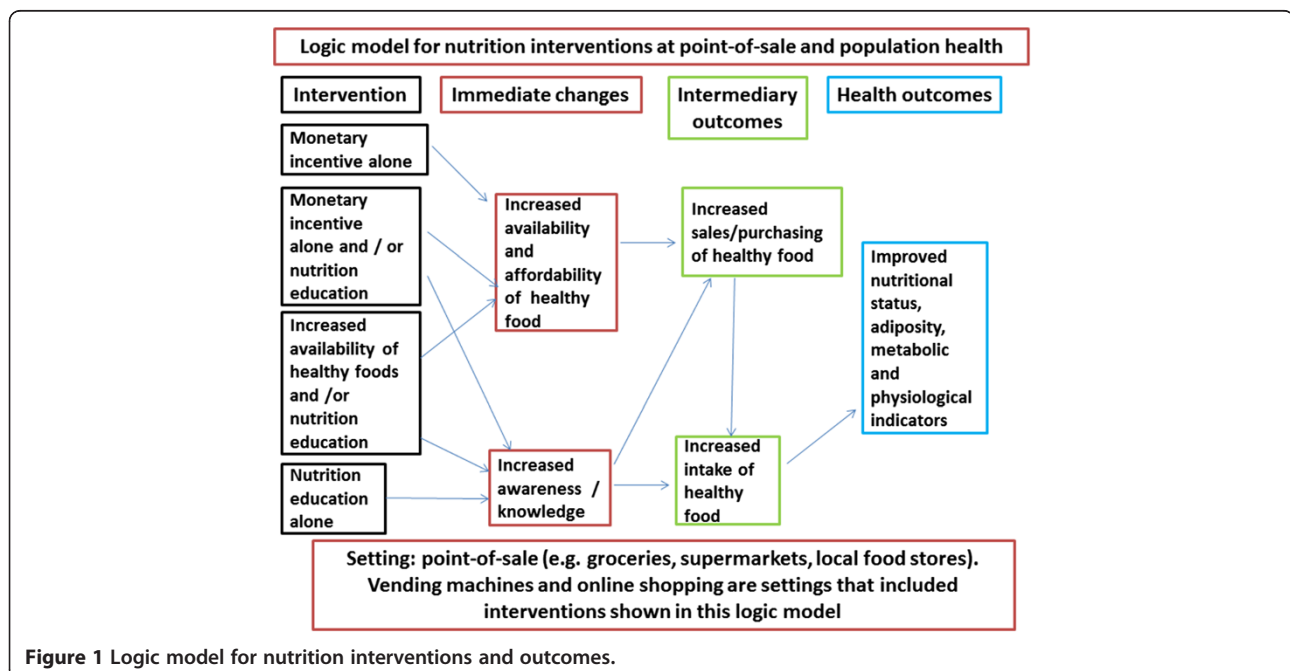 Logic model for nutrition interventions at point-of-sale and population health
Intervention
Immediate changes
Intermediary
outcomes
Health outcomes
Monetary
incentive alone
Monetary
incentive
alone and / or
nutrition
education
Increased
availability of
healthy foods
and /or
nutrition
education
Nutrition
education
alone
Increased
availability
and
affordability
of healthy
food
Increased
awareness /
knowledge
Increased
sales/purchasing
of healthy food
Increased
intake of
healthy
food
Improved
nutritional
status,
adiposity,
metabolic
and
physiological
indicators
Setting: point-of-sale (e.g. groceries, supermarkets, local food stores).
Vending machines and online shopping are settings that included
interventions shown in this logic model
Figure 1 Logic model for nutrition interventions and outcomes.